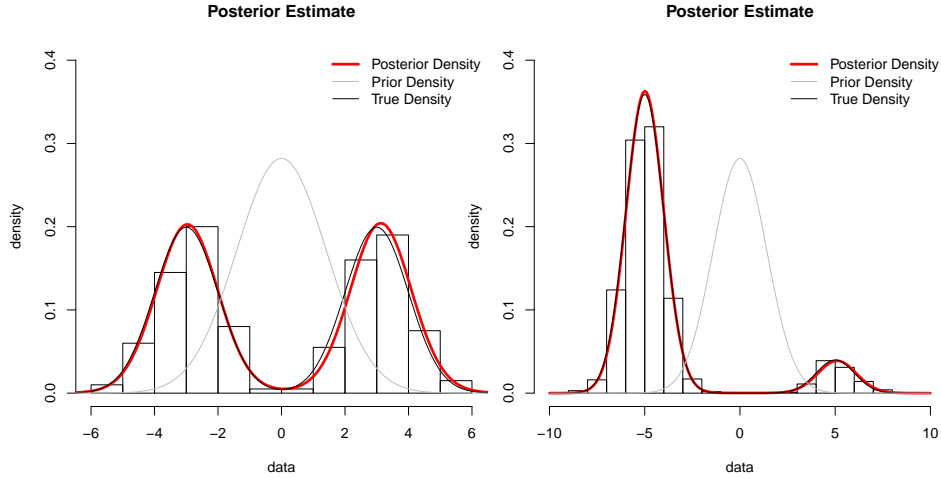 Posterior Estimate
0.4
0.3
0.2
0.1
0.0
density
Posterior Density
Prior Density
True Density
−6 −4 −2 0 2 4 6
data
Posterior Estimate
0.4
0.3
0.2
0.1
0.0
density
Posterior Density
Prior Density
True Density
−10 −5 0 5 10
data